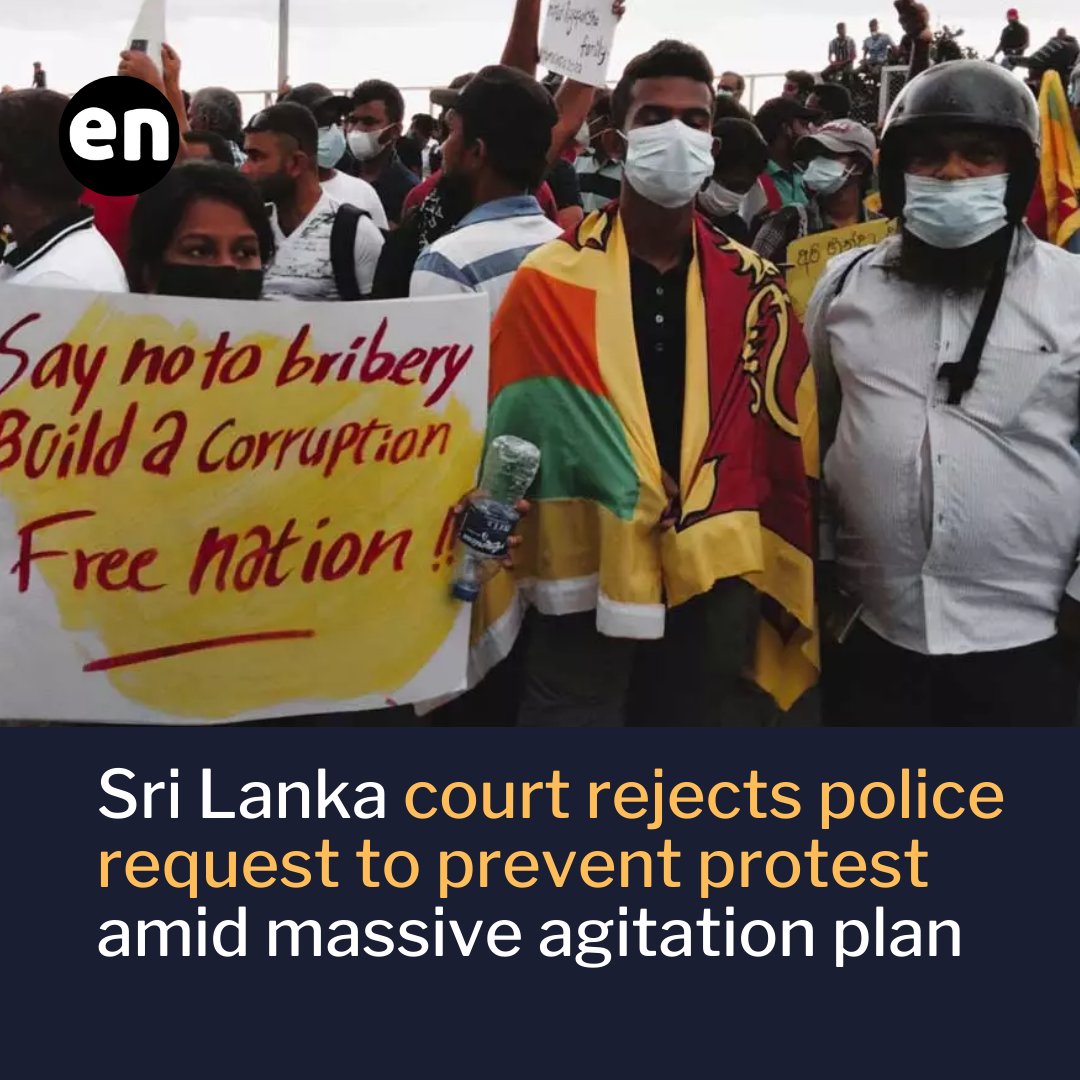 en
family
Say no to bribery
Build a Corruption
Free nation !!
Sri Lanka court rejects police
request to prevent protest
amid massive agitation plan